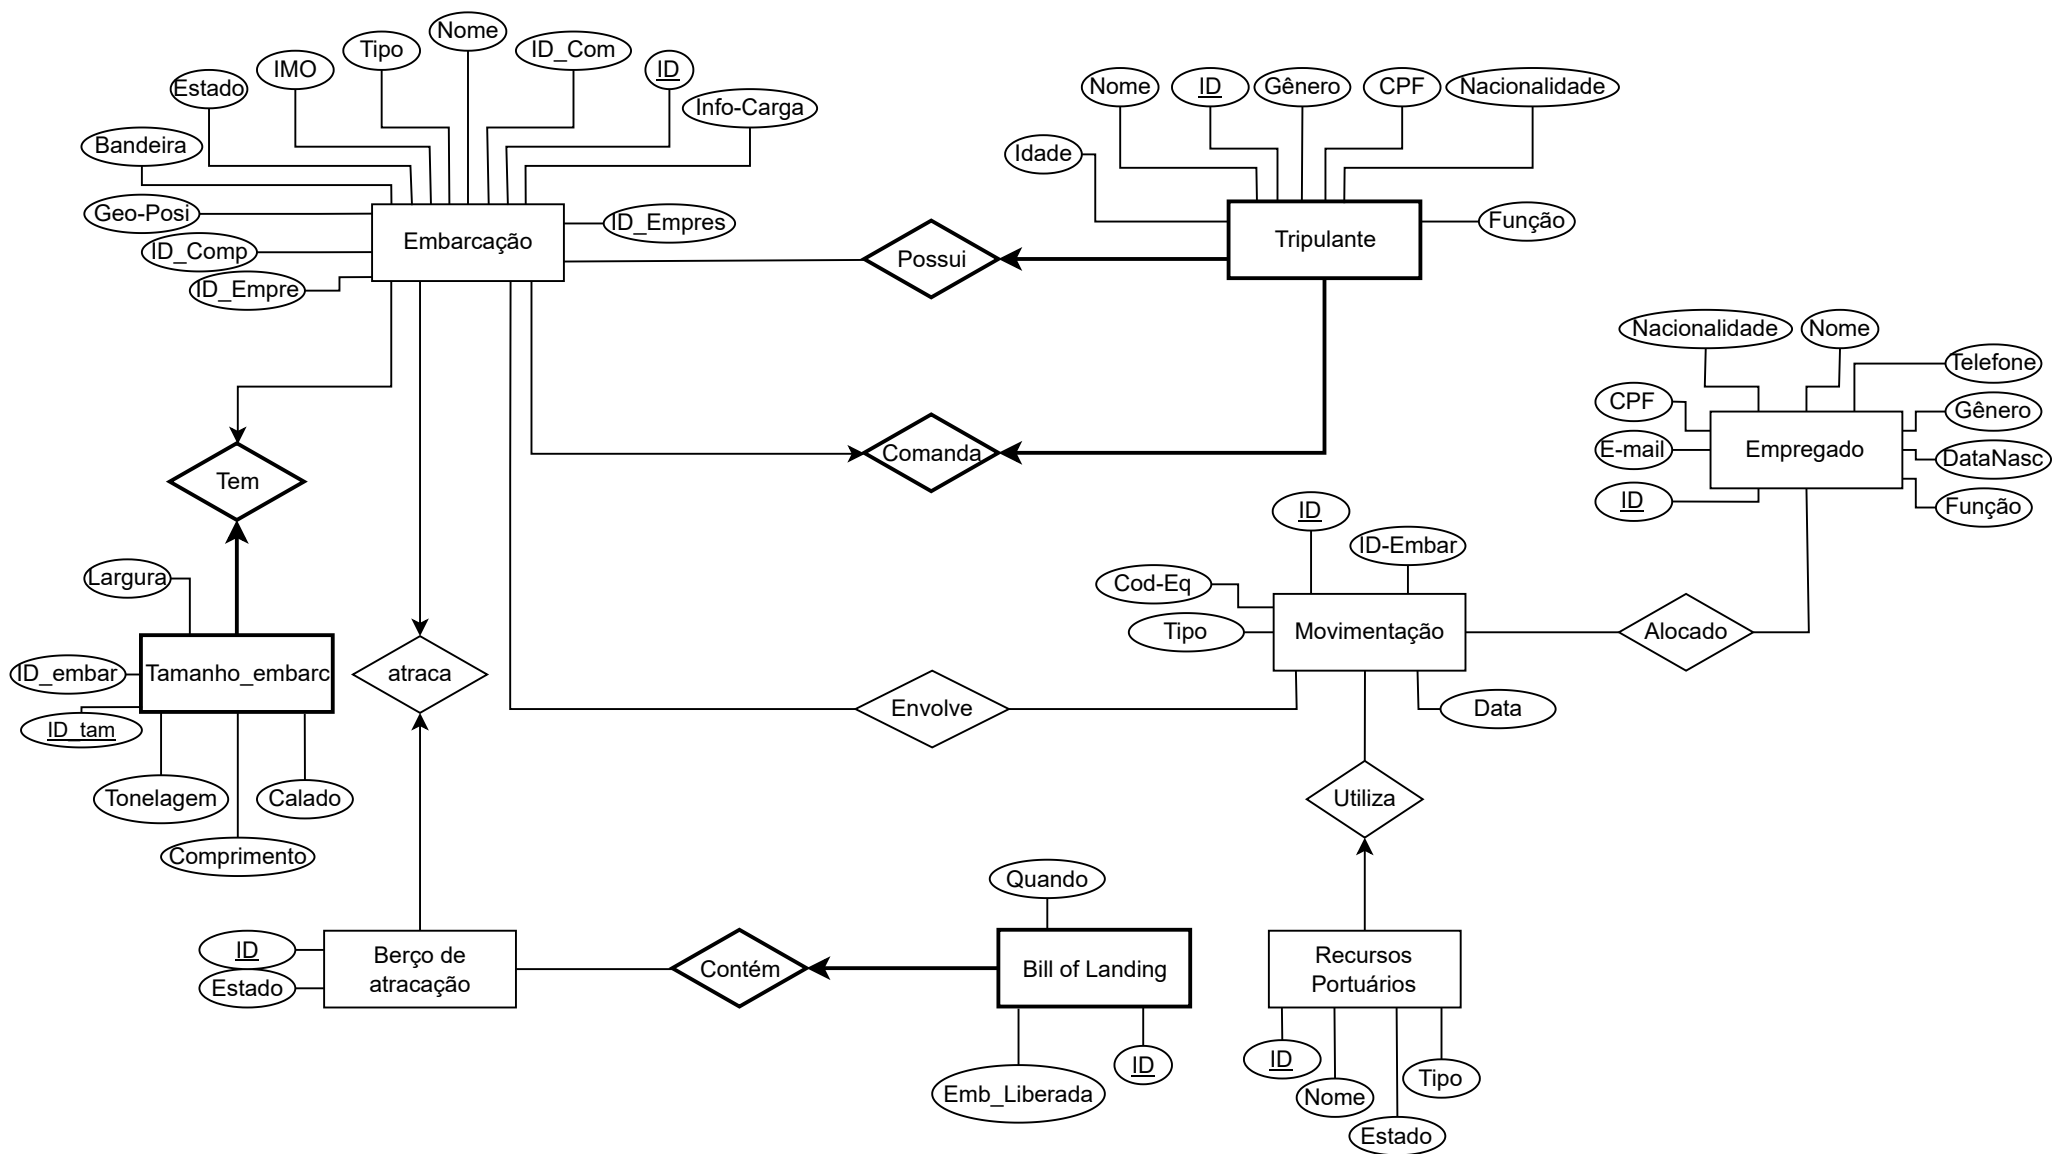 Nome
Tipo
ID_Com
IMO
ID
Estado
Info-Carga
Bandeira
Geo-Posi
ID_Comp
ID_Empre
ID_Empres
Embarcação
Nome
ID
Gênero
CPF
Nacionalidade
Idade
Função
Tripulante
Possui
Comanda
Tem
Nacionalidade
Nome
Telefone
CPF
Gênero
E-mail
DataNasc
ID
Função
Empregado
ID
ID-Embar
Cod-Eq
Tipo
Movimentação
Data
Alocado
Largura
ID_embar
Tamanho_embarc
ID_tam
Tonelagem
Calado
Comprimento
atraca
Envolve
Utiliza
ID
Estado
Berço de
atracação
Contém
Quando
Bill of Landing
Emb_Liberada
ID
Recursos
Portuários
ID
Nome
Tipo
Estado